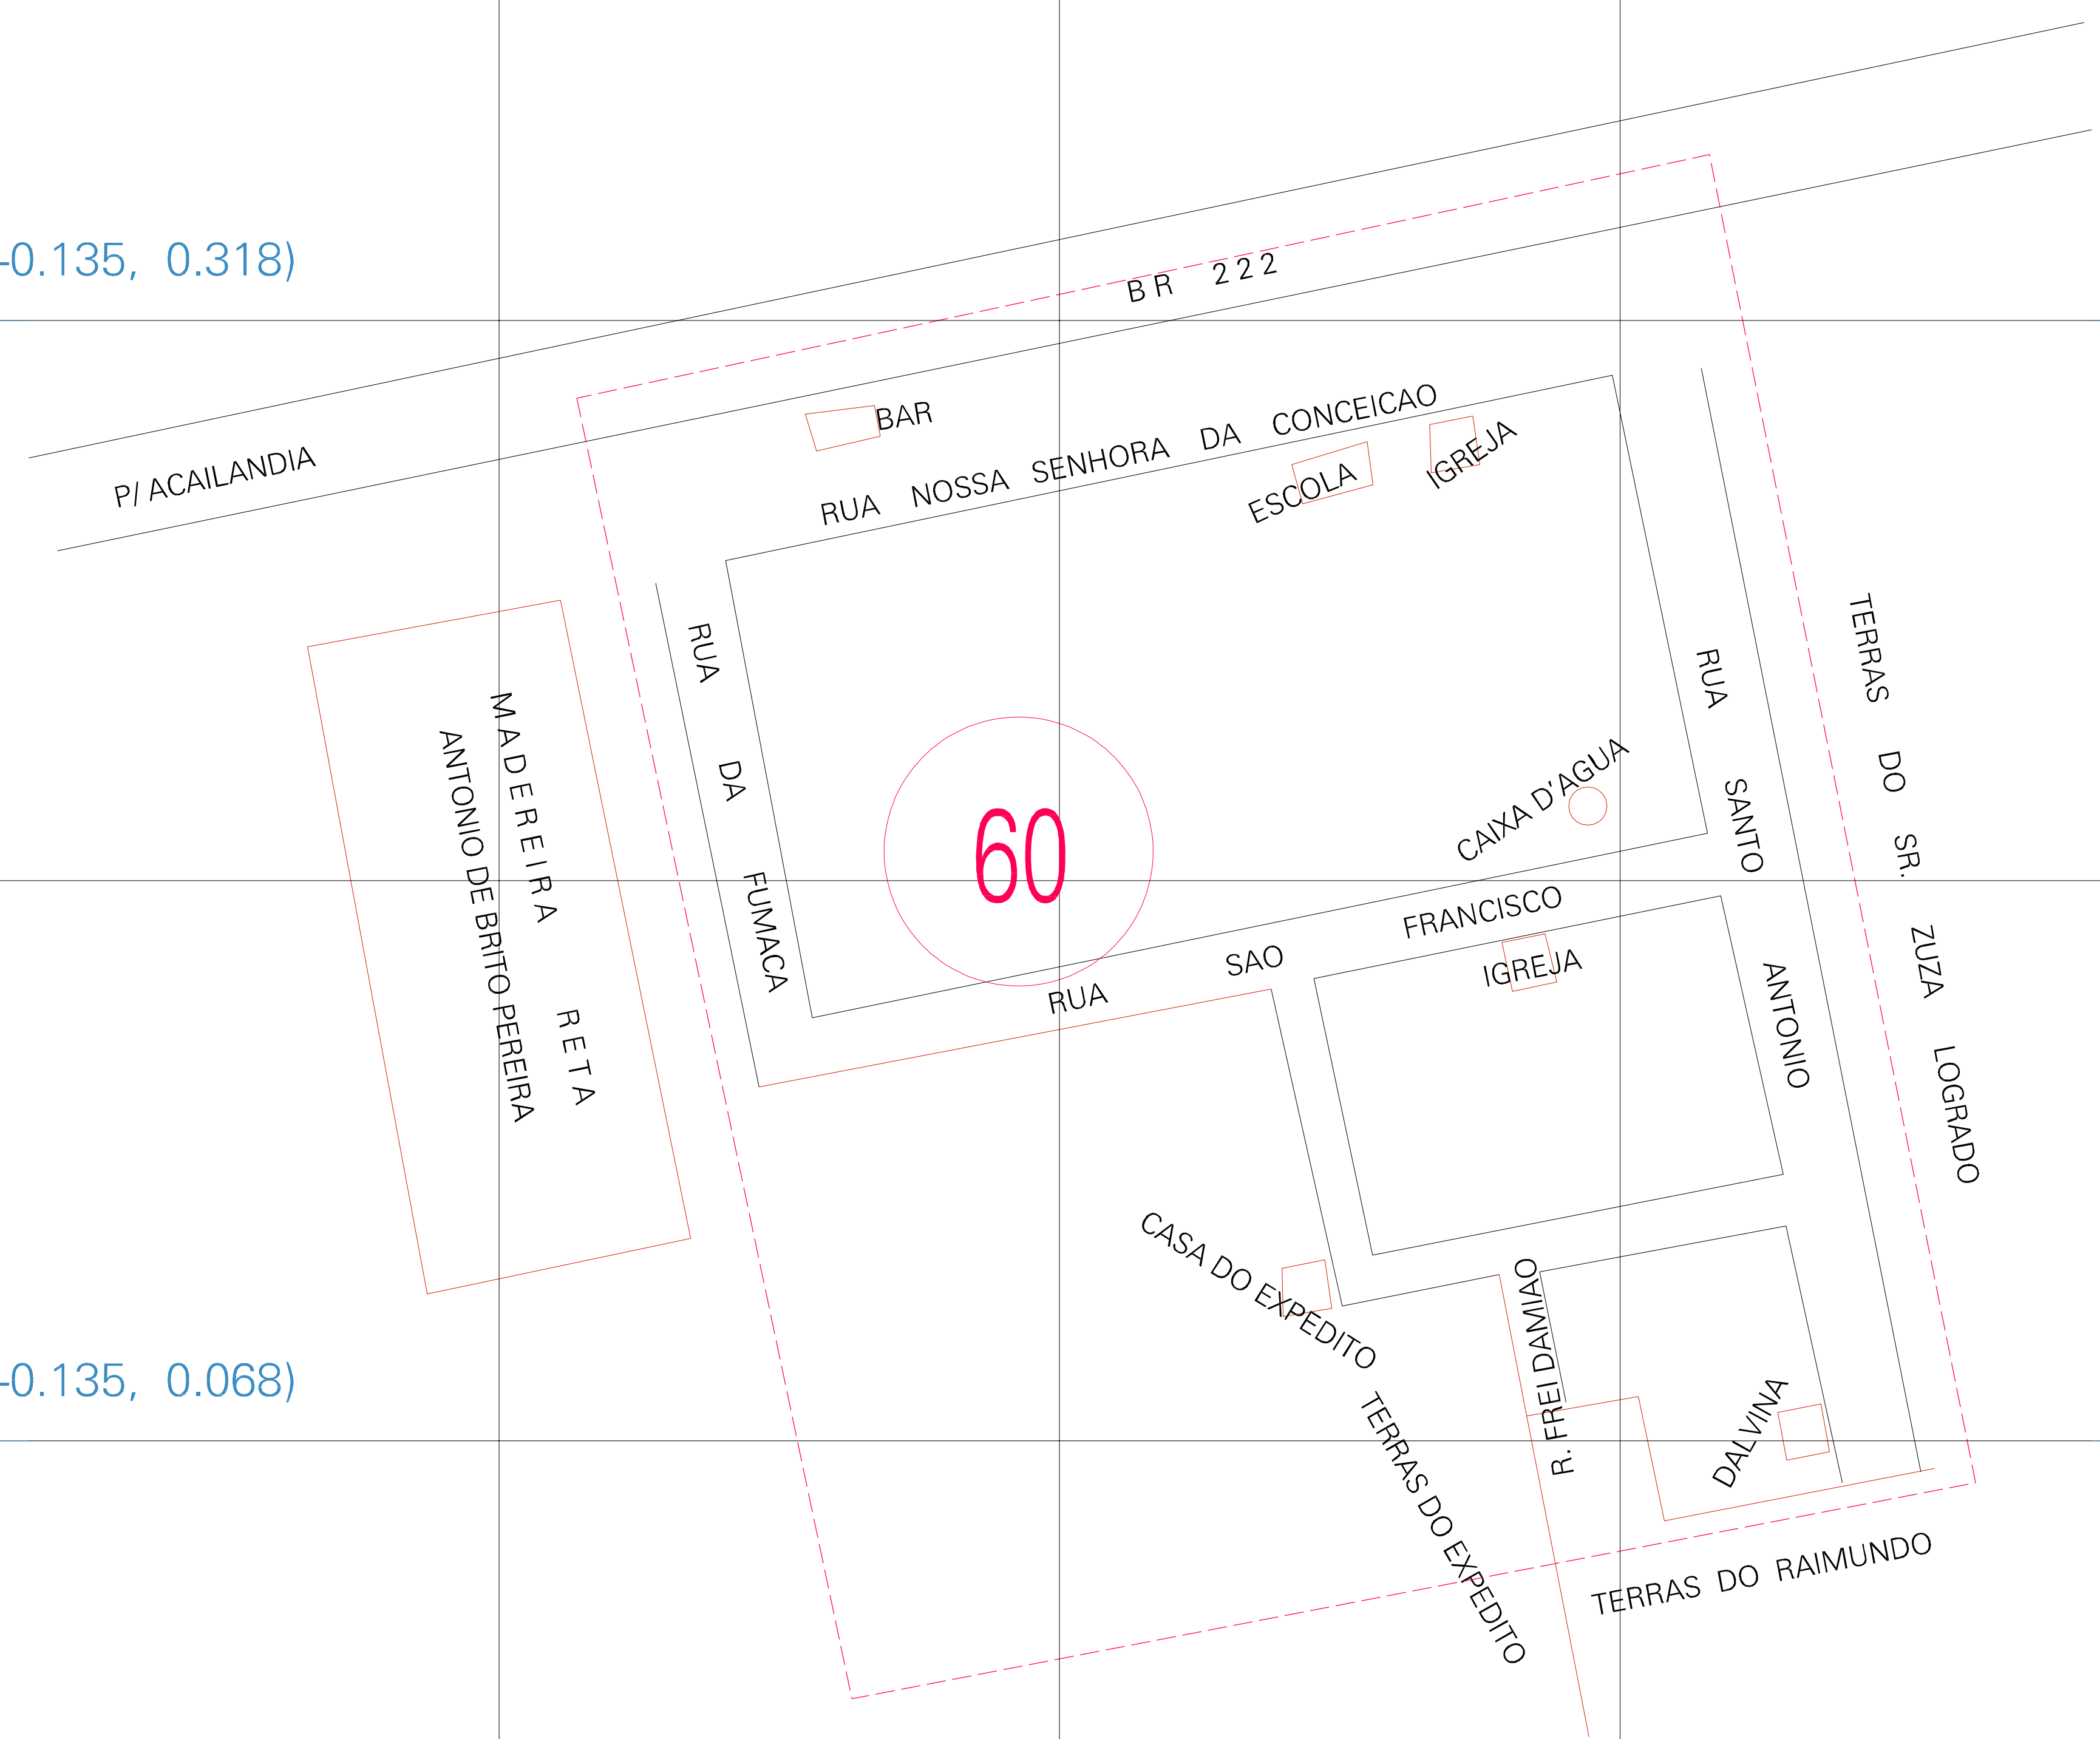 -0.135, 0.318)
BR 222
P/ ACAILANDIA
BAR
RUA NOSSA SENHORA DA CONCEICAO
ESCOLA
IGREJA
RUA DA FUMACA
MADEREIRA RETA
ANTONIO DE BRITO PEREIRA
60
CAIXA D'AGUA
RUA SANTO ANTONIO
TERRAS DO SR. ZUZA LOGRADO
RUA SAO FRANCISCO
IGREJA
CASA DO EXPEDITO
R. FREI DAMIAO
-0.135, 0.068)
DALVINA
TERRAS DO EXPEDITO
TERRAS DO RAIMUNDO